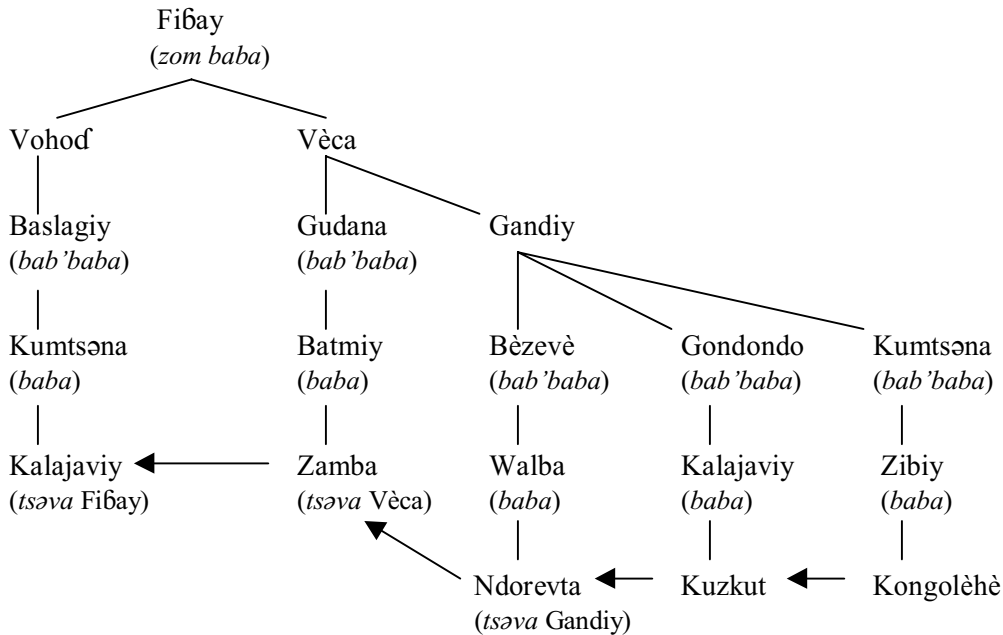 Fiɓay
(zom baba)
Vohoɗ Vèca
Baslagiy Gudana Gandiy
(bab’baba) (bab’baba)
Kumtsəna Batmiy Bèzevè Gondondo Kumtsəna
(baba) (baba) (bab’baba) (bab’baba) (bab’baba)
Kalajaviy Zamba Walba Kalajaviy Zibiy
(tsəva Fiɓay) (tsəva Vèca) (baba) (baba) (baba)
Ndorevta Kuzkut Kongolèhè
(tsəva Gandiy)